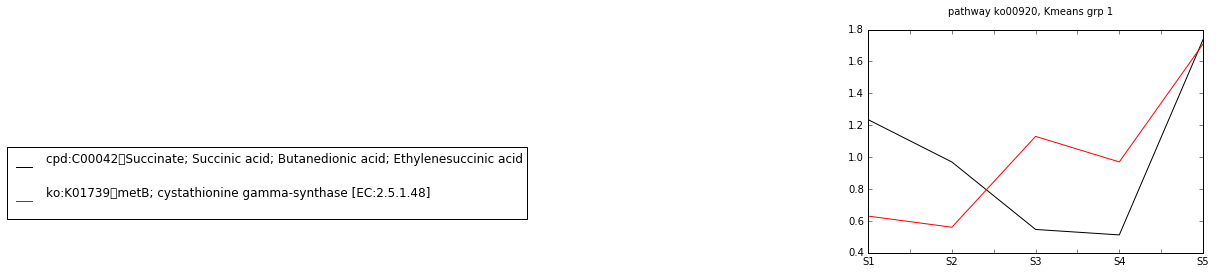 pathway ko00920, Kmeans grp 1
1.8
1.6
1.4
1.2
1.0
0.8
0.6
0.4
S1 S2 S3 S4 S5
cpd:C00042▯Succinate; Succinic acid; Butanedionic acid; Ethylenesuccinic acid
ko:K01739▯metB; cystathionine gamma-synthase [EC:2.5.1.48]